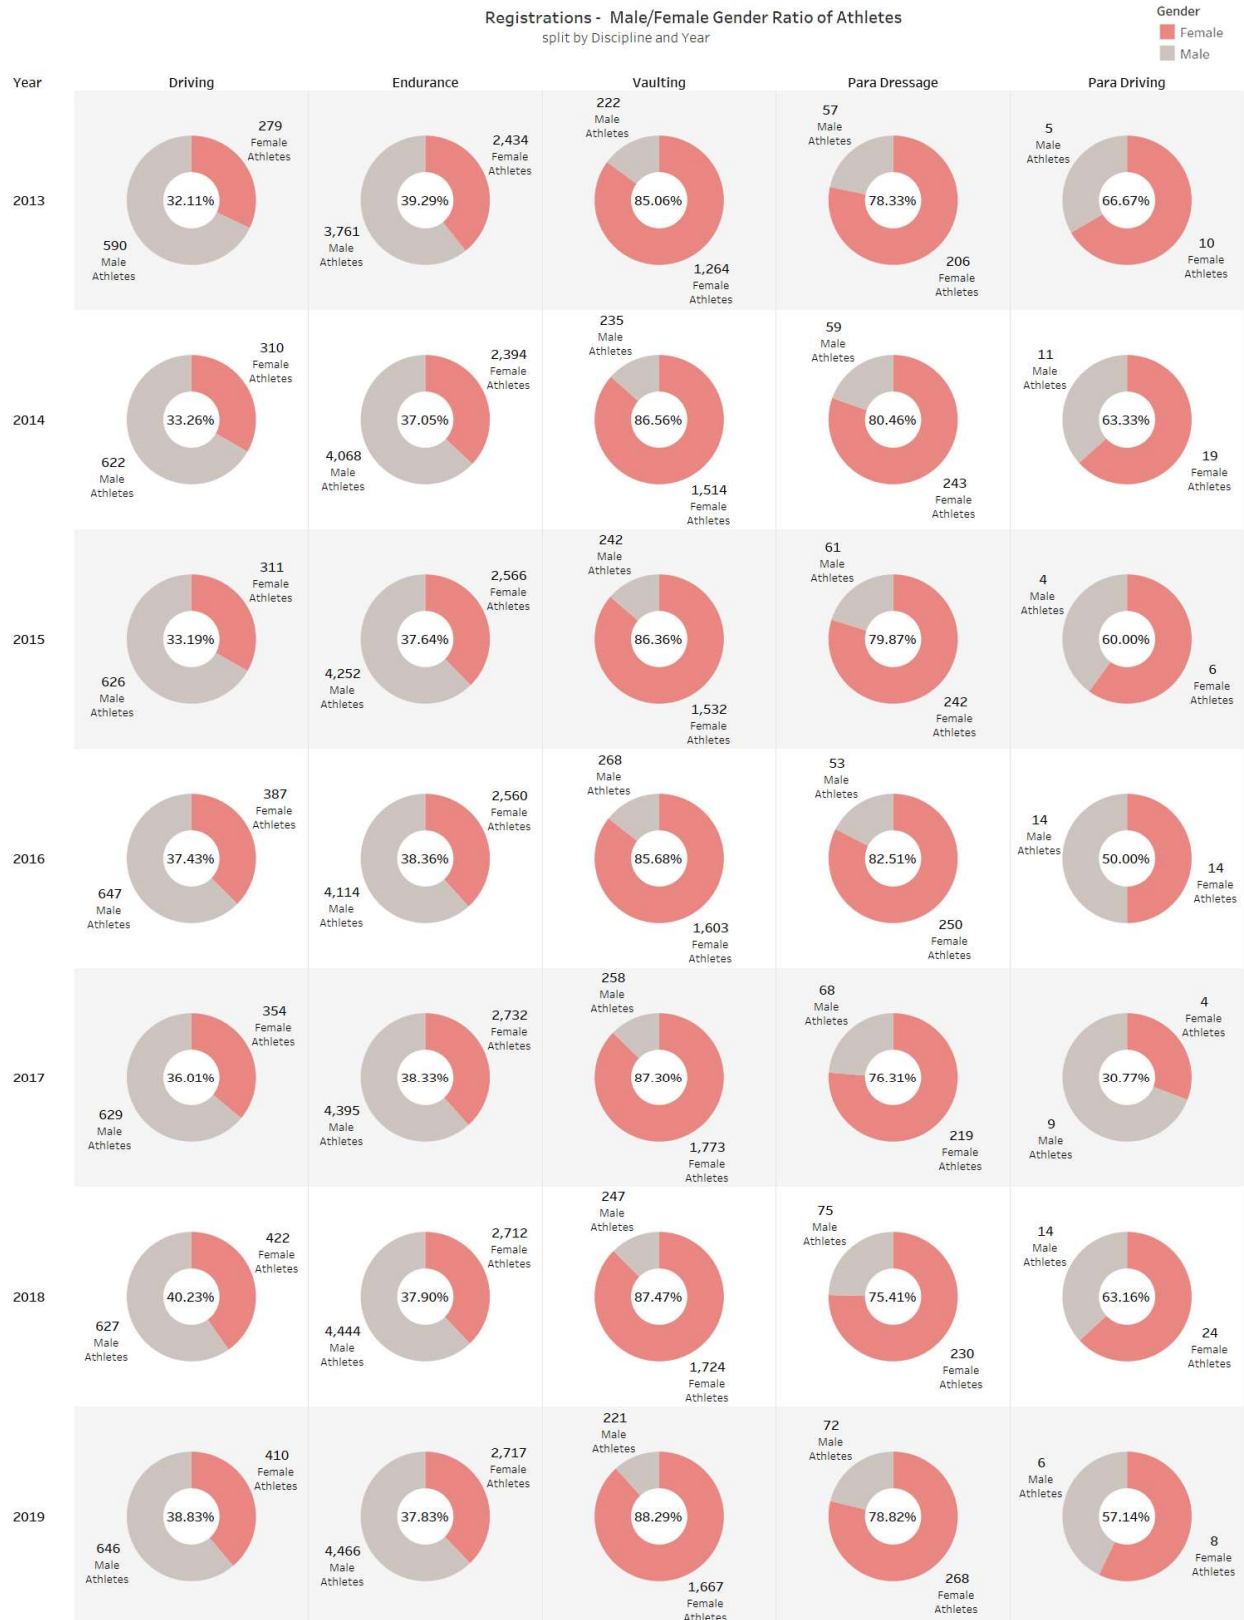 Registrations - Male/Female Gender Ratio of Athletes
split by Discipline and Year
Gender
Female
Male
Year
Driving
Endurance
Vaulting
Para Dressage
Para Driving
2013
279
Female
Athletes
32.11%
590
Male
Athletes
2,434
Female
Athletes
39.29%
3,761
Male
Athletes
222
Male
Athletes
85.06%
1,264
Female
Athletes
57
Male
Athletes
78.33%
206
Female
Athletes
5
Male
Athletes
66.67%
10
Female
Athletes
2014
310
Female
Athletes
33.26%
622
Male
Athletes
2,394
Female
Athletes
37.05%
4,068
Male
Athletes
235
Male
Athletes
86.56%
1,514
Female
Athletes
59
Male
Athletes
80.46%
243
Female
Athletes
11
Male
Athletes
63.33%
19
Female
Athletes
2015
311
Female
Athletes
33.19%
626
Male
Athletes
2,566
Female
Athletes
37.64%
4,252
Male
Athletes
242
Male
Athletes
86.36%
1,532
Female
Athletes
61
Male
Athletes
79.87%
242
Female
Athletes
4
Male
Athletes
60.00%
6
Female
Athletes
2016
387
Female
Athletes
37.43%
647
Male
Athletes
2,560
Female
Athletes
38.36%
4,114
Male
Athletes
268
Male
Athletes
85.68%
1,603
Female
Athletes
53
Male
Athletes
82.51%
250
Female
Athletes
14
Male
Athletes
50.00%
14
Female
Athletes
2017
354
Female
Athletes
36.01%
629
Male
Athletes
2,732
Female
Athletes
38.33%
4,395
Male
Athletes
258
Male
Athletes
87.30%
1,773
Female
Athletes
68
Male
Athletes
76.31%
219
Female
Athletes
4
Female
Athletes
30.77%
9
Male
Athletes
2018
422
Female
Athletes
40.23%
627
Male
Athletes
2,712
Female
Athletes
37.90%
4,444
Male
Athletes
247
Male
Athletes
87.47%
1,724
Female
Athletes
75
Male
Athletes
75.41%
230
Female
Athletes
14
Male
Athletes
63.16%
24
Female
Athletes
2019
410
Female
Athletes
38.83%
646
Male
Athletes
2,717
Female
Athletes
37.83%
4,466
Male
Athletes
221
Male
Athletes
88.29%
1,667
Female
Athletes
72
Male
Athletes
78.82%
268
Female
Athletes
6
Male
Athletes
57.14%
8
Female
Athletes